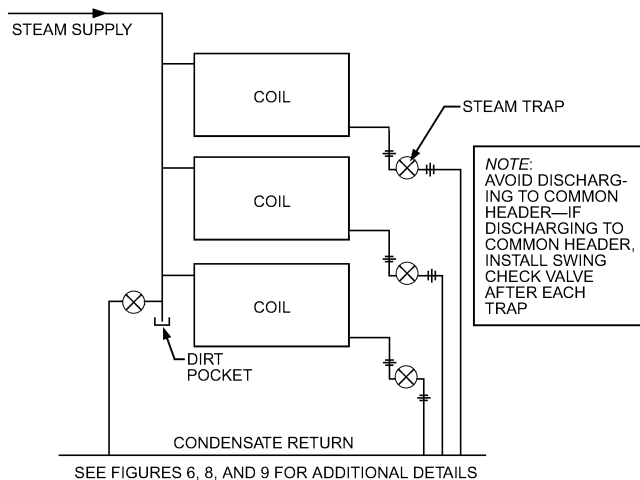 STEAM SUPPLY
COIL
STEAM TRAP
COIL
COIL
NOTE:
AVOID DISCHARG-
ING TO COMMON
HEADER—IF
DISCHARGING TO
COMMON HEADER,
INSTALL SWING
CHECK VALVE
AFTER EACH
TRAP
DIRT
POCKET
CONDENSATE RETURN
SEE FIGURES 6, 8, AND 9 FOR ADDITIONAL DETAILS